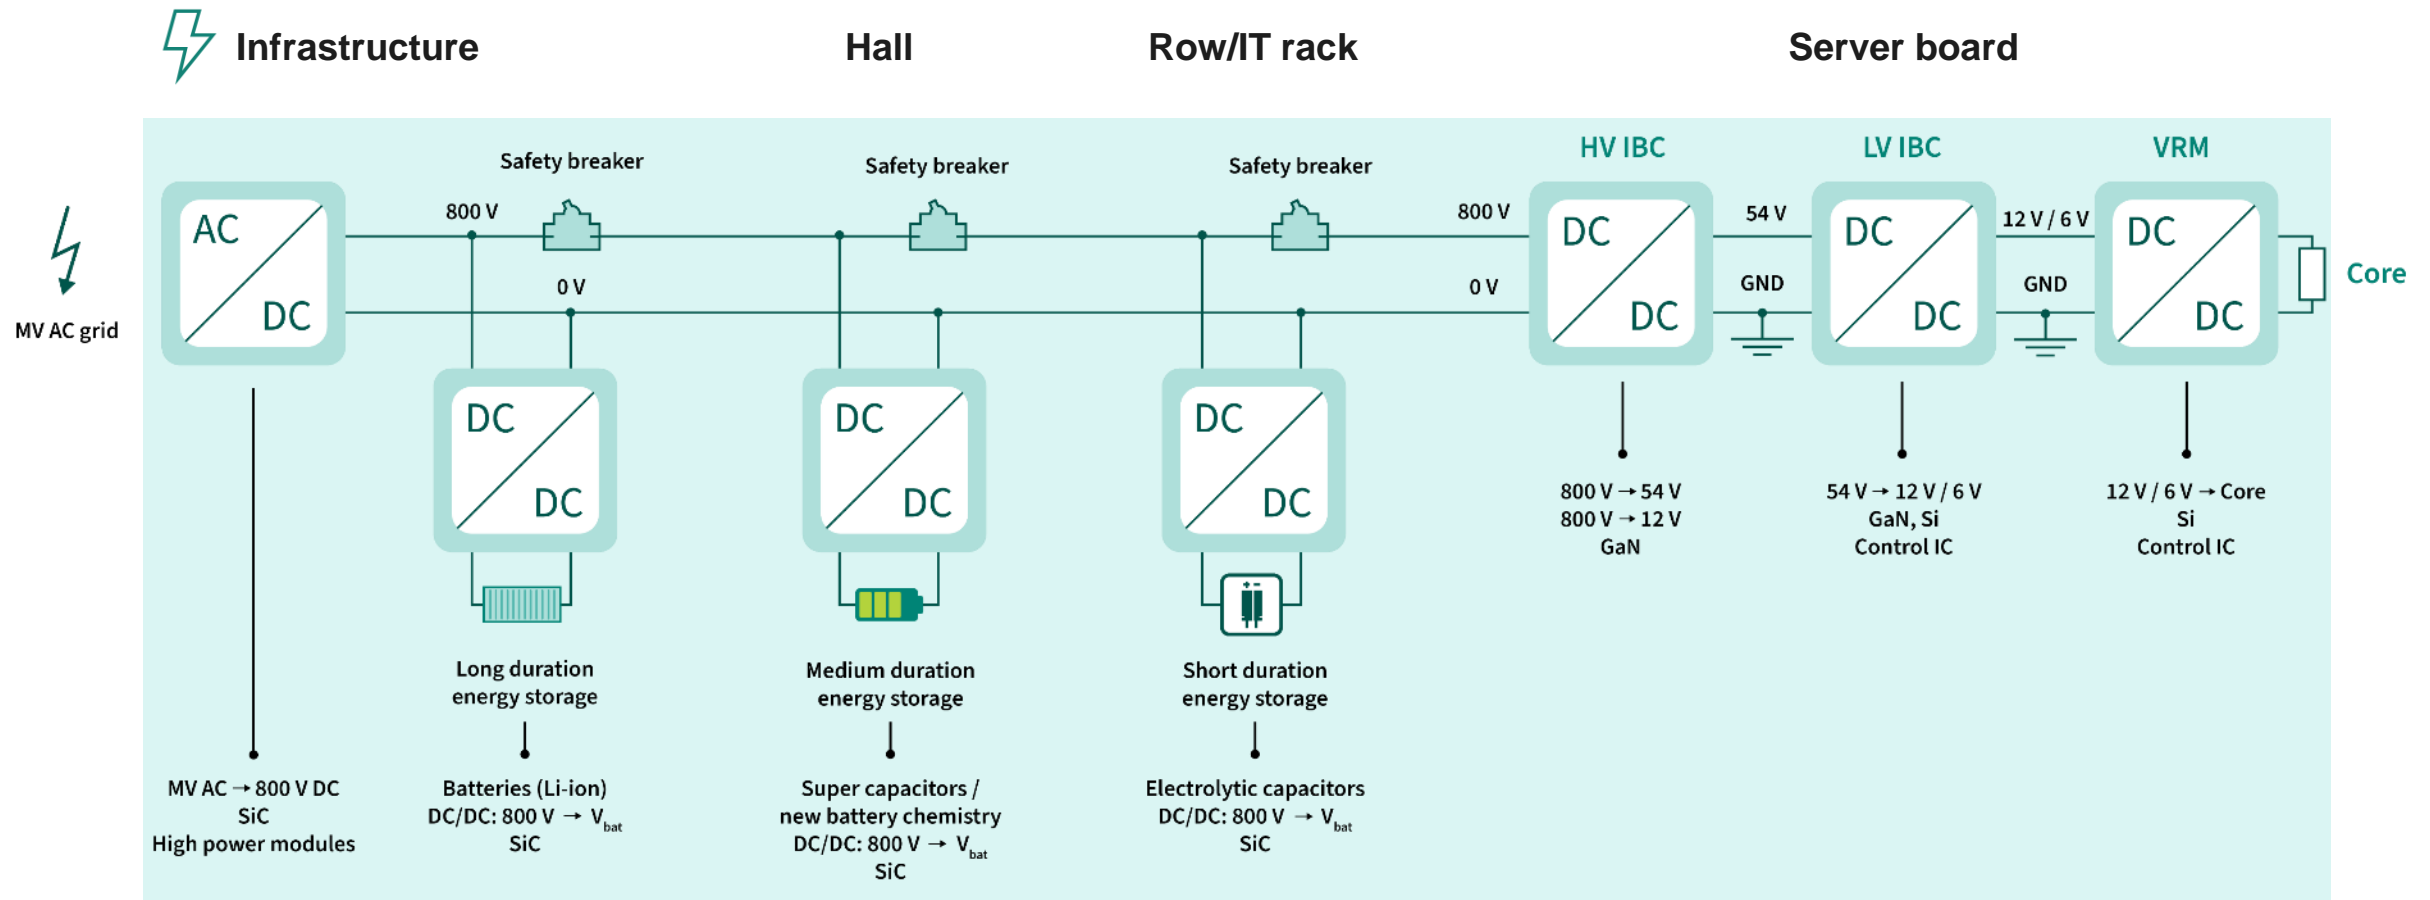 Infrastructure
Hall
Row/IT rack
Server board
Safety breaker
Safety breaker
Safety breaker
HV IBC
LV IBC
VRM
MV AC grid
AC
DC
800 V
0 V
800 V
0 V
DC
DC
54 V
GND
DC
DC
12 V / 6 V
GND
DC
DC
Core
DC
DC
DC
DC
DC
DC
800 V → 54 V
800 V → 12 V
GaN
54 V → 12 V / 6 V
GaN, Si
Control IC
12 V / 6 V → Core
Si
Control IC
Long duration
energy storage
Medium duration
energy storage
+ -
Short duration
energy storage
MV AC → 800 V DC
SiC
High power modules
Batteries (Li-ion)
DC/DC: 800 V → Vbat
SiC
Super capacitors /
new battery chemistry
DC/DC: 800 V → Vbat
SiC
Electrolytic capacitors
DC/DC: 800 V → Vbat
SiC